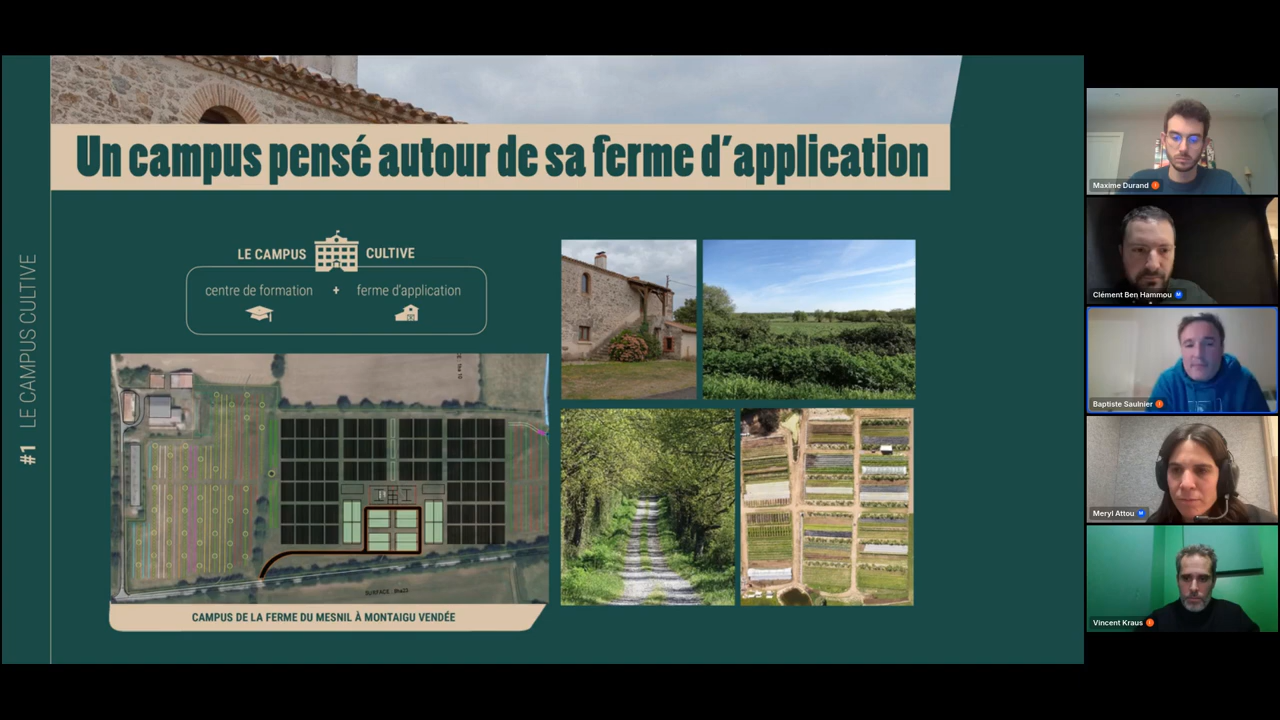 Un campus pensé autour de sa ferme d'application
#1 LE CAMPUS CULTIVE
LE CAMPUS CULTIVE
centre de formation + ferme d'application
CAMPUS DE LA FERME DU MESNIL À MONTAIGU VENDÉE
Maxime Durand
Clément Ben Hammou
Baptiste Saulnier
Meryl Attou
Vincent Kraus